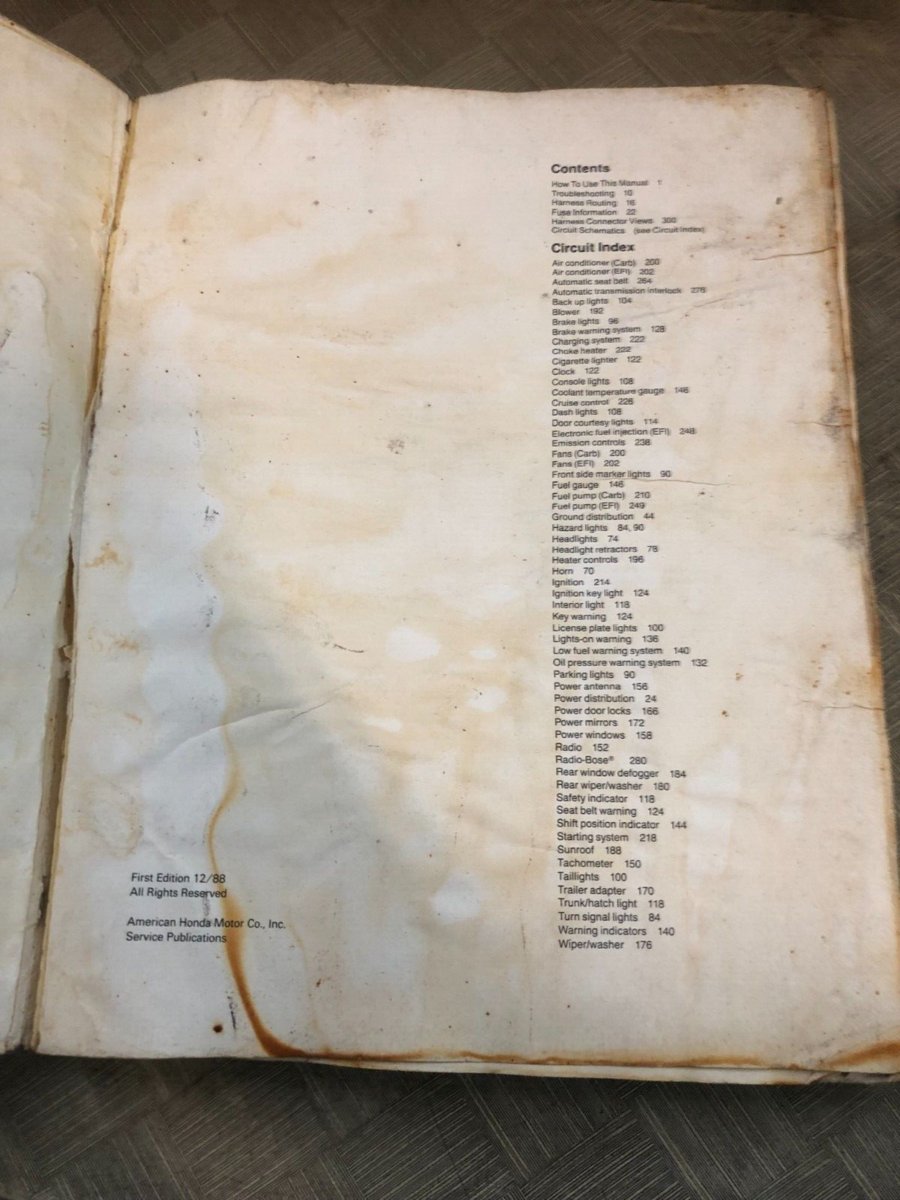 Contents
How To Use This Manual 1
Troubleshooting 10
Harness Routing 16
Fuse Information 22
Harness Connector Views 300
Circuit Schematics (see Circuit Index)
Circuit Index
Air conditioner (Carb) 200
Air conditioner (EFI) 202
Automatic seat belt 264
Automatic transmission interlock 276
Back up lights 104
Blower 192
Brake lights 96
Brake warning system 128
Charging system 222
Choke heater 222
Cigarette lighter 122
Clock 122
Console lights 108
Coolant temperature gauge 146
Cruise control 226
Dash lights 108
Door courtesy lights 114
Electronic fuel injection (EFI) 248
Emission controls 238
Fans (Carb) 200
Fans (EFI) 202
Front side marker lights 90
Fuel gauge 146
Fuel pump (Carb) 210
Fuel pump (EFI) 249
Ground distribution 44
Hazard lights 84, 90
Headlights 74
Headlight retractors 78
Heater controls 196
Horn 70
Ignition 214
Ignition key light 124
Interior light 118
Key warning 124
License plate lights 100
Lights-on warning 136
Low fuel warning system 140
Oil pressure warning system 132
Parking lights 90
Power antenna 156
Power distribution 24
Power door locks 166
Power mirrors 172
Power windows 158
Radio 152
Radio-Bose® 280
Rear window defogger 184
Rear wiper/washer 180
Safety indicator 118
Seat belt warning 124
Shift position indicator 144
Starting system 218
Sunroof 188
Tachometer 150
Taillights 100
Trailer adapter 170
Trunk/hatch light 118
Turn signal lights 84
Warning indicators 140
Wiper/washer 176
First Edition 12/88
All Rights Reserved
American Honda Motor Co., Inc.
Service Publications